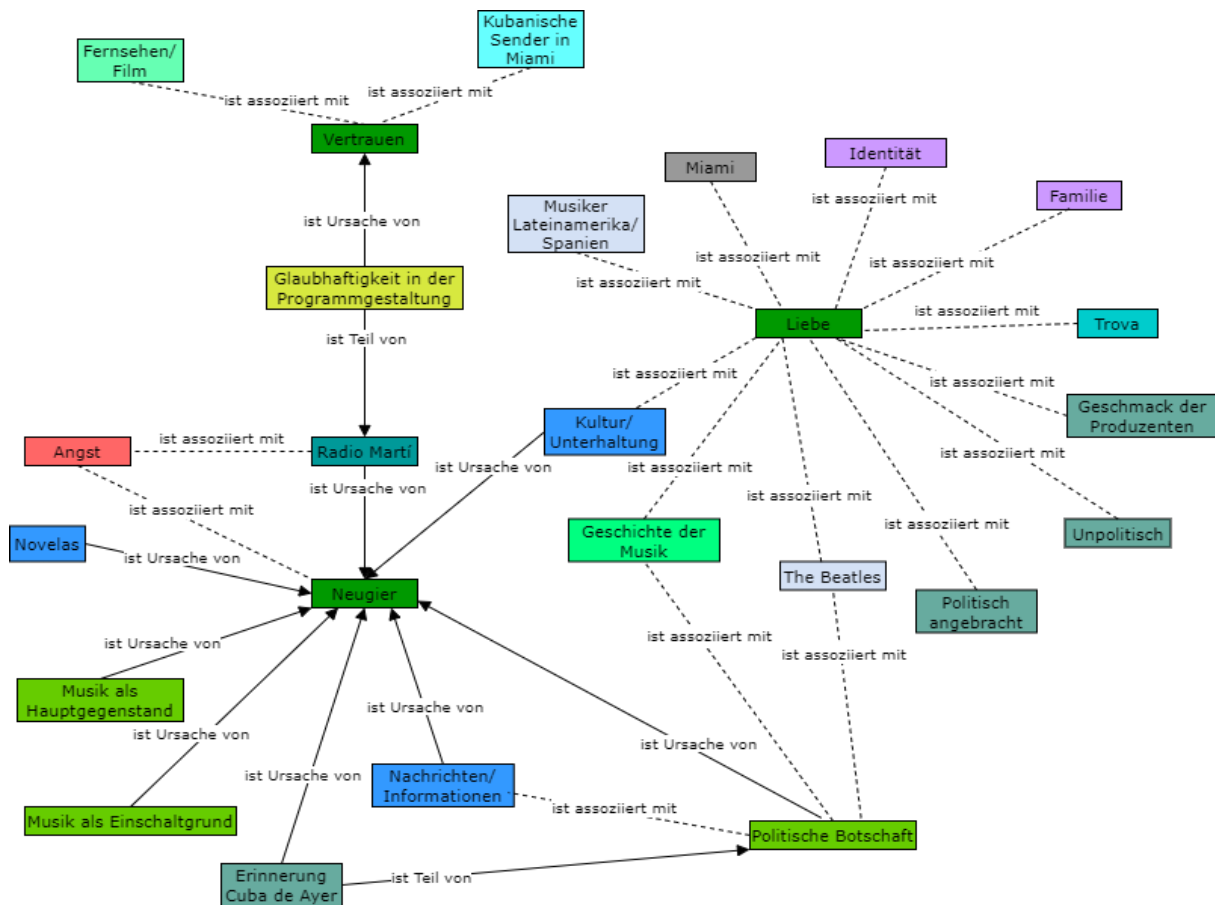 Kubanische
Sender in
Miami
Fernsehen/
Film
ist assoziiert mit
ist assoziiert mit
Vertrauen
Identität
Miami
Familie
ist assoziiert mit
Musiker
Lateinamerika/
Spanien
ist Ursache von
ist assoziiert mit
ist assoziiert mit
ist assoziiert mit
Glaubhaftigkeit in der
Programmgestaltung
ist assoziiert mit
ist assoziiert mit
Liebe
Trova
ist Teil von
ist assoziiert mit
ist assoziiert mit
Geschmack der
Produzenten
Kultur/
Unterhaltung
ist assoziiert mit
Angst
Radio Martí
ist assoziiert mit
ist Ursache von
ist assoziiert mit
ist Ursache von
ist assoziiert mit
ist assoziiert mit
ist assoziiert mit
Geschichte der
Musik
Unpolitisch
Novelas
ist Ursache von
The Beatles
Neugier
Politisch
angebracht
ist assoziiert mit
ist Ursache von
ist assoziiert mit
Musik als
Hauptgegenstand
ist Ursache von
ist Ursache von
ist Ursache von
ist Ursache von
Nachrichten/
Informationen
ist assoziiert mit
Musik als Einschaltgrund
Politische Botschaft
Erinnerung
Cuba de Ayer
ist Teil von